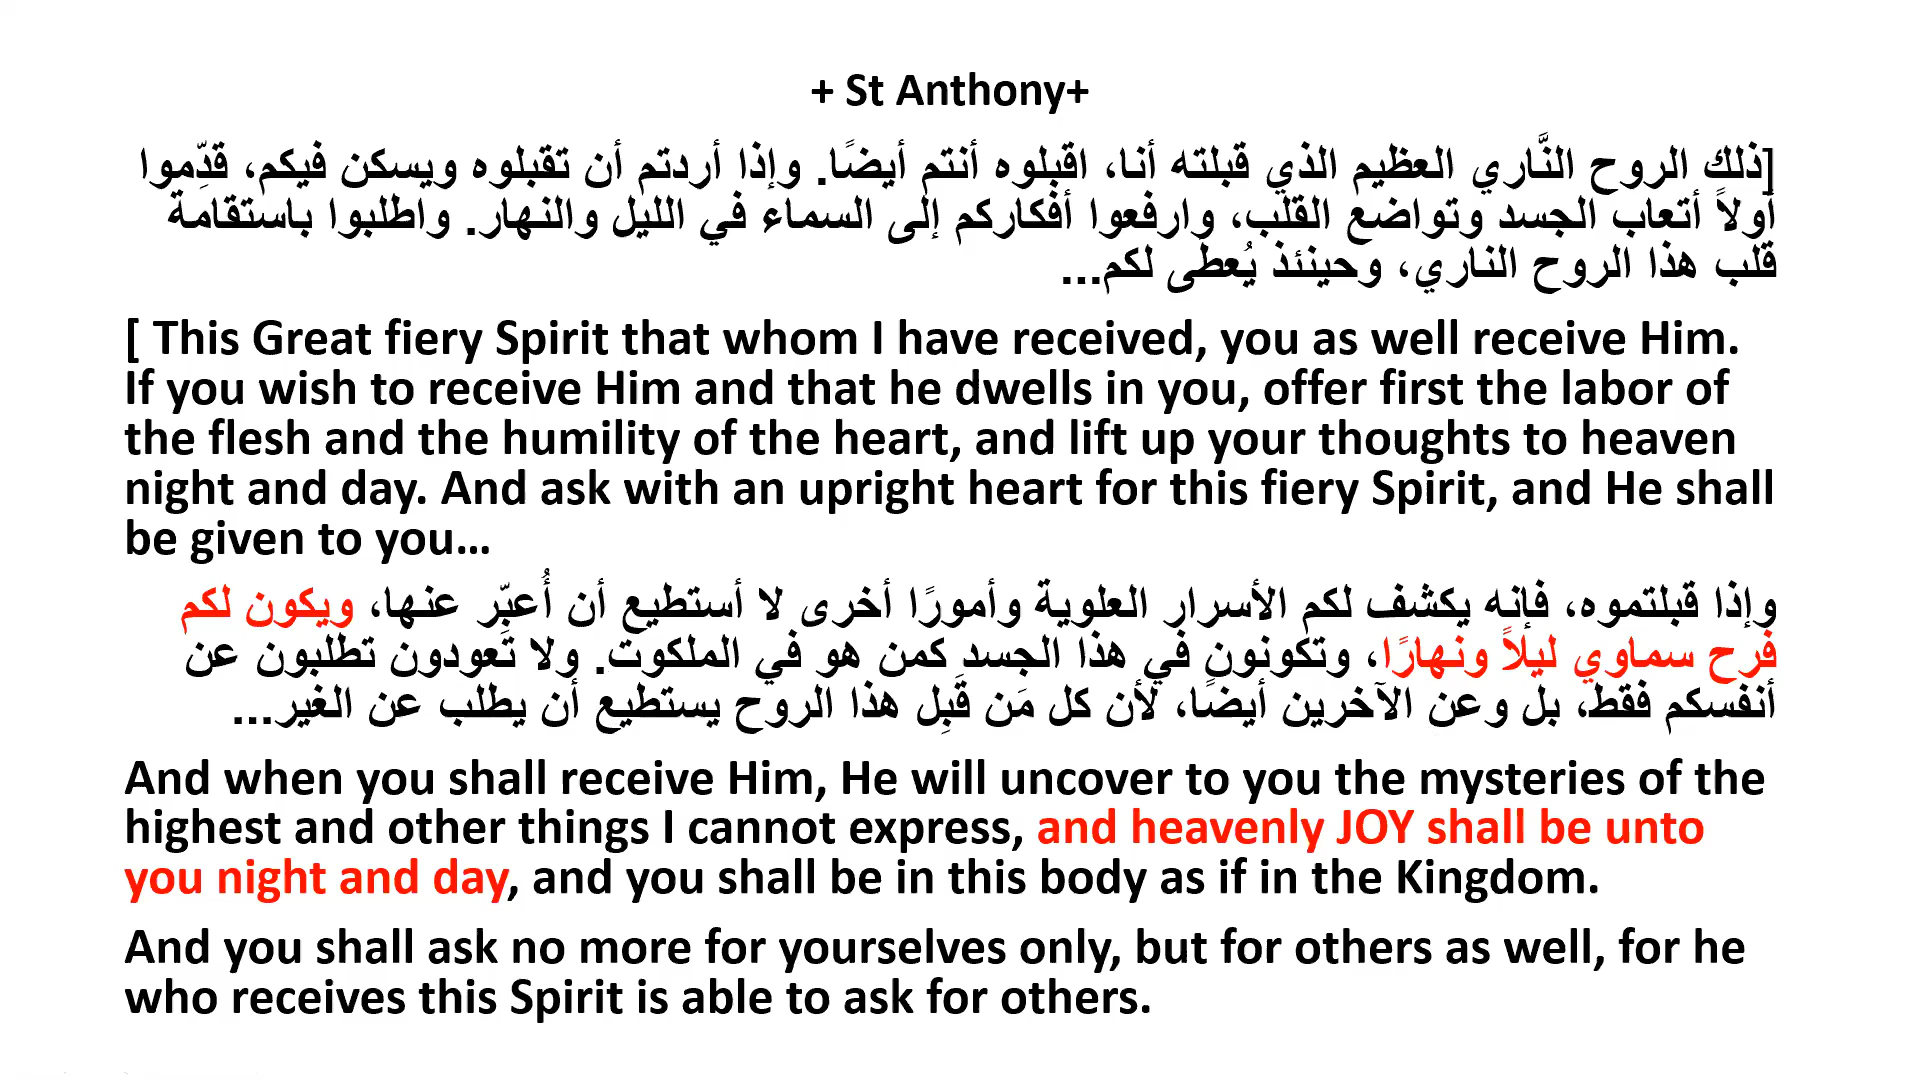 + St Anthony+
[ذلك الروح النَّاري العظيم الذي قبلته أنا، اقبلوه أنتم أيضًا. وإذا أردتم أن تقبلوه ويسكن فيكم، قدِّموا
أولاً أتعاب الجسد وتواضع القلب، وارفعوا أفكاركم إلى السماء في الليل والنهار. واطلبوا باستقامة
قلب هذا الروح الناري، وحينئذ يُعطَى لكم...
[ This Great fiery Spirit that whom I have received, you as well receive Him.
If you wish to receive Him and that he dwells in you, offer first the labor of
the flesh and the humility of the heart, and lift up your thoughts to heaven
night and day. And ask with an upright heart for this fiery Spirit, and He shall
be given to you…
وإذا قبلتموه، فإنه يكشف لكم الأسرار العلوية وأمورًا أخرى لا أستطيع أن أُعبِّر عنها، ويكون لكم
فرح سماوي ليلاً ونهارًا، وتكونون في هذا الجسد كمن هو في الملكوت. ولا تَعودون تطلبون عن
أنفسكم فقط، بل وعن الآخرين أيضًا، لأن كل مَن قَبِل هذا الروح يستطيع أن يطلب عن الغير...
And when you shall receive Him, He will uncover to you the mysteries of the
highest and other things I cannot express, and heavenly JOY shall be unto
you night and day, and you shall be in this body as if in the Kingdom.
And you shall ask no more for yourselves only, but for others as well, for he
who receives this Spirit is able to ask for others.